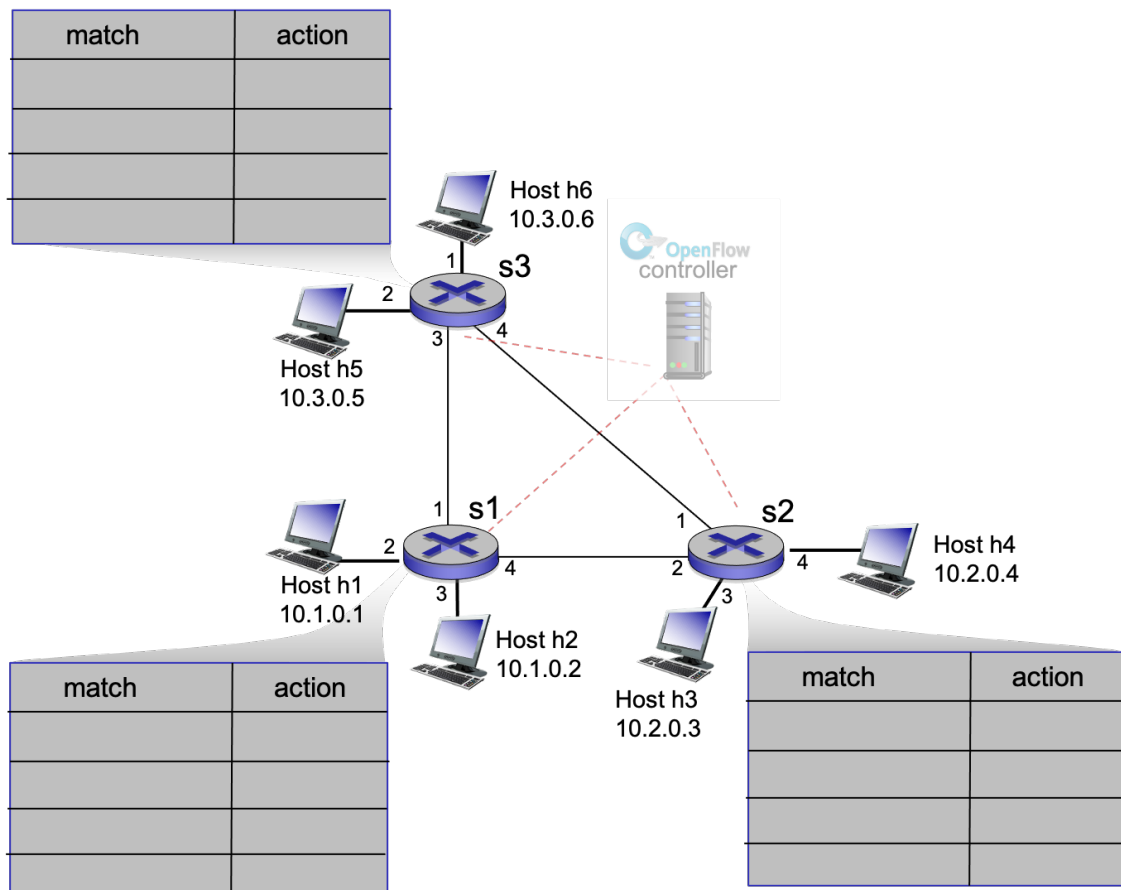 match action
Host h6
10.3.0.6
OpenFlow
controller
1
s3
2
3
4
Host h5
10.3.0.5
1
s1
2
4
3
Host h1
10.1.0.1
Host h2
10.1.0.2
1
s2
2
4
3
Host h4
10.2.0.4
Host h3
10.2.0.3
match action
match action